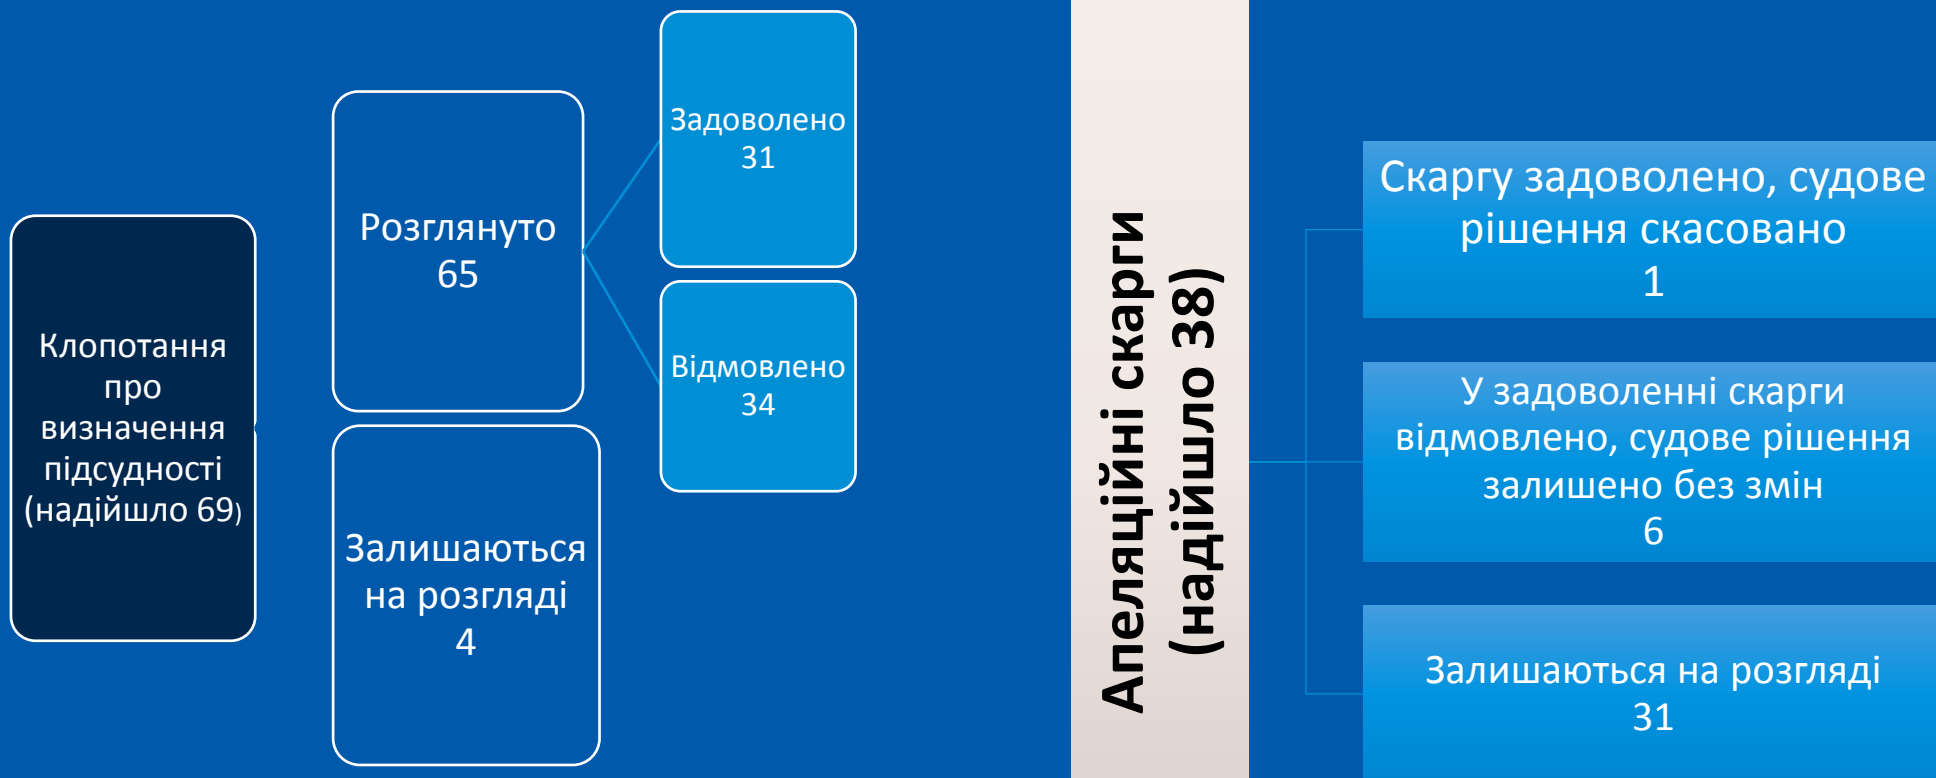 Клопотання
про
визначення
підсудності
(надійшло 69)
Розглянуто
65
Задоволено
31
Відмовлено
34
Залишаються
на розгляді
4
Апеляційні скарги
(надійшло 38)
Скаргу задоволено, судове
рішення скасовано
1
У задоволенні скарги
відмовлено, судове рішення
залишено без змін
6
Залишаються на розгляді
31